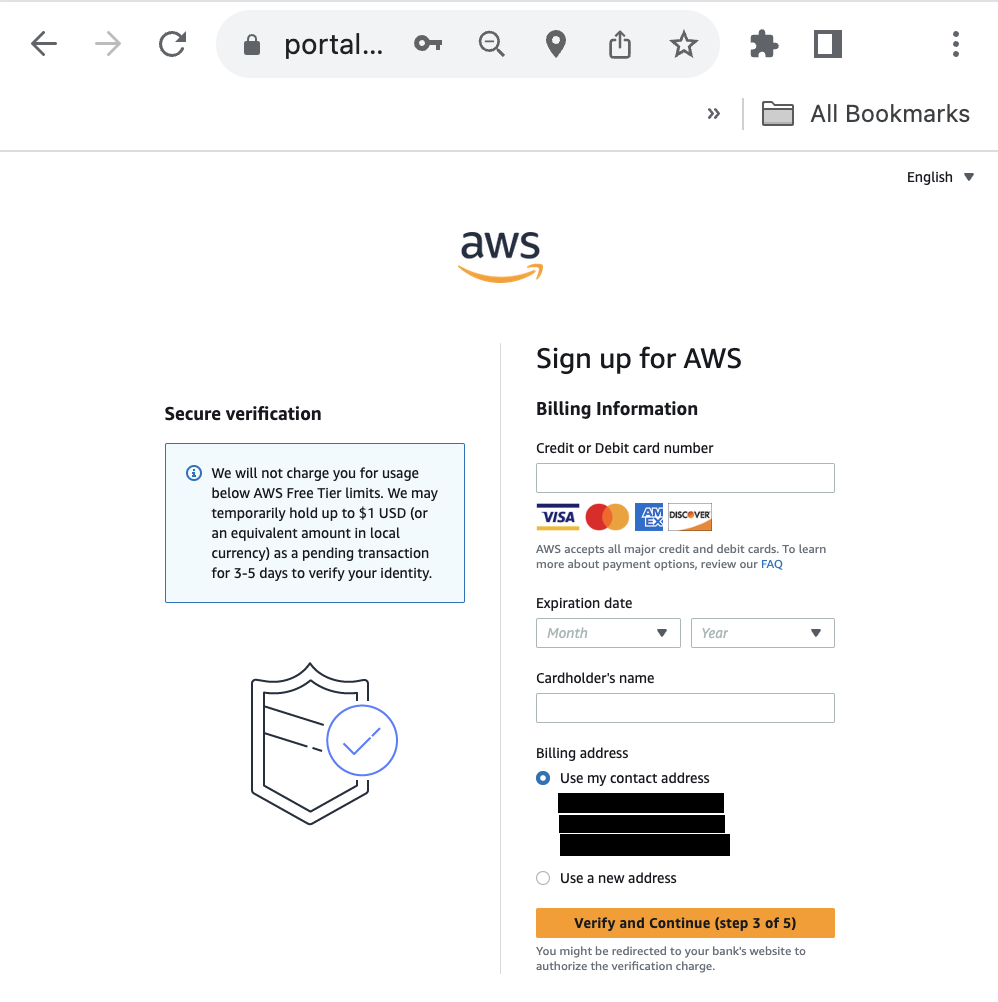 portal...
» All Bookmarks
English
aws
Secure verification
We will not charge you for usage
below AWS Free Tier limits. We may
temporarily hold up to $1 USD (or
an equivalent amount in local
currency) as a pending transaction
for 3-5 days to verify your identity.
Sign up for AWS
Billing Information
Credit or Debit card number
VISA AM EX DISCOVER
AWS accepts all major credit and debit cards. To learn
more about payment options, review our FAQ
Expiration date
Month Year
Cardholder's name
Billing address
Use my contact address
Use a new address
Verify and Continue (step 3 of 5)
You might be redirected to your bank's website to
authorize the verification charge.